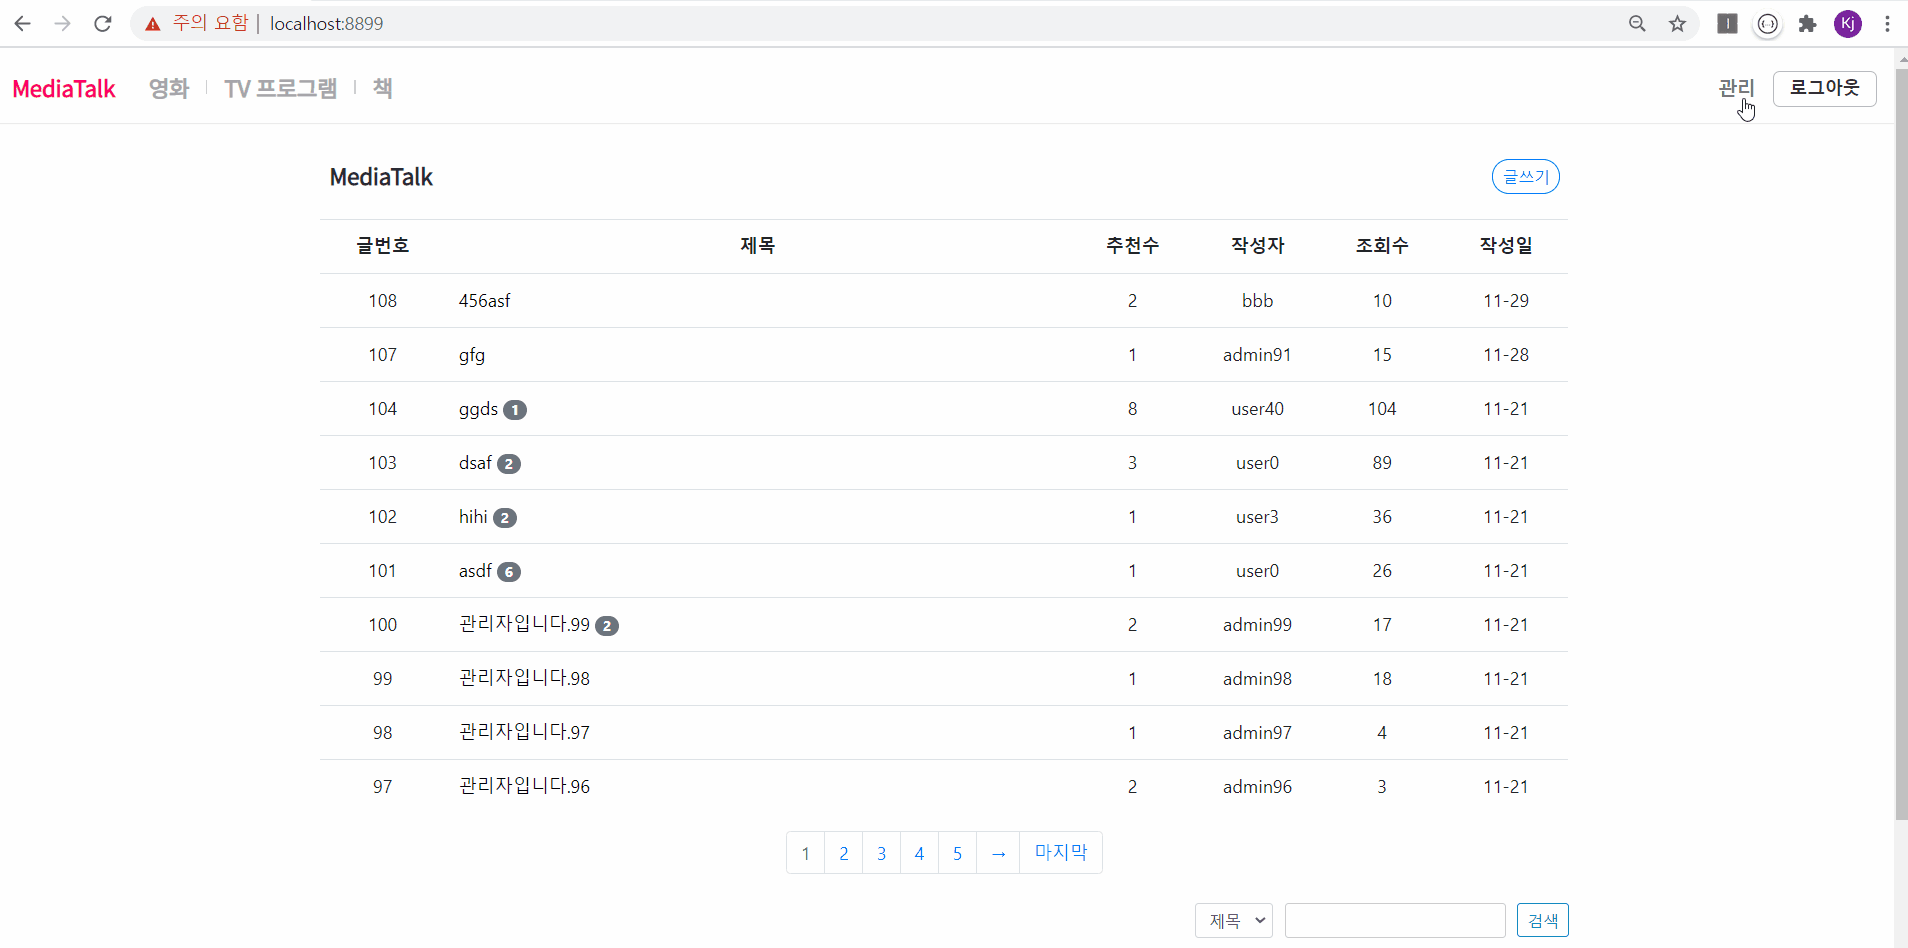 주의 요함 | localhost:8899
I {··} Kj
MediaTalk 영화 TV 프로그램 책 관리 로그아웃
MediaTalk 글쓰기
글번호 제목 추천수 작성자 조회수 작성일
108 456asf 2 bbb 10 11-29
107 gfg 1 admin91 15 11-28
104 ggds 1 8 user40 104 11-21
103 dsaf 2 3 user0 89 11-21
102 hihi 2 1 user3 36 11-21
101 asdf 6 1 user0 26 11-21
100 관리자입니다.99 2 2 admin99 17 11-21
99 관리자입니다.98 1 admin98 18 11-21
98 관리자입니다.97 1 admin97 4 11-21
97 관리자입니다.96 2 admin96 3 11-21
1 2 3 4 5 → 마지막
제목 검색